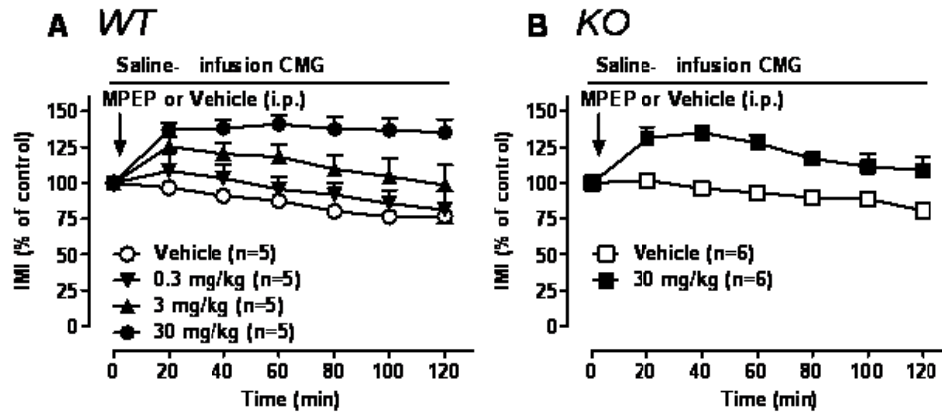 A WT
Saline- infusion CMG
MPEP or Vehicle (i.p.)
150
125
100
75
50
25
0
IMI (% of control)
Vehicle (n=5)
0.3 mg/kg (n=5)
3 mg/kg (n=5)
30 mg/kg (n=5)
0 20 40 60 80 100 120
Time (min)
B KO
Saline- infusion CMG
MPEP or Vehicle (i.p.)
150
125
100
75
50
25
0
IMI (% of control)
Vehicle (n=6)
30 mg/kg (n=6)
0 20 40 60 80 100 120
Time (min)